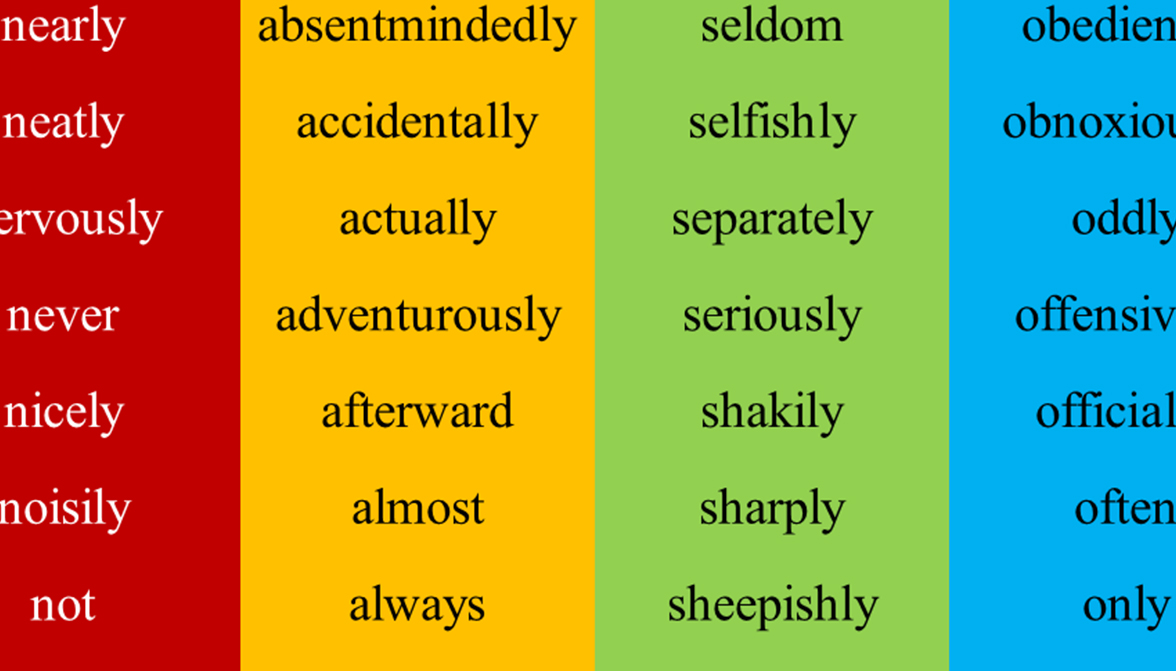 nearly absentmindedly seldom obedien
neatly accidentally selfishly obnoxiou
ervously actually separately oddly
never adventurously seriously offensiv
nicely afterward shakily official
noisily almost sharply often
not always sheepishly only